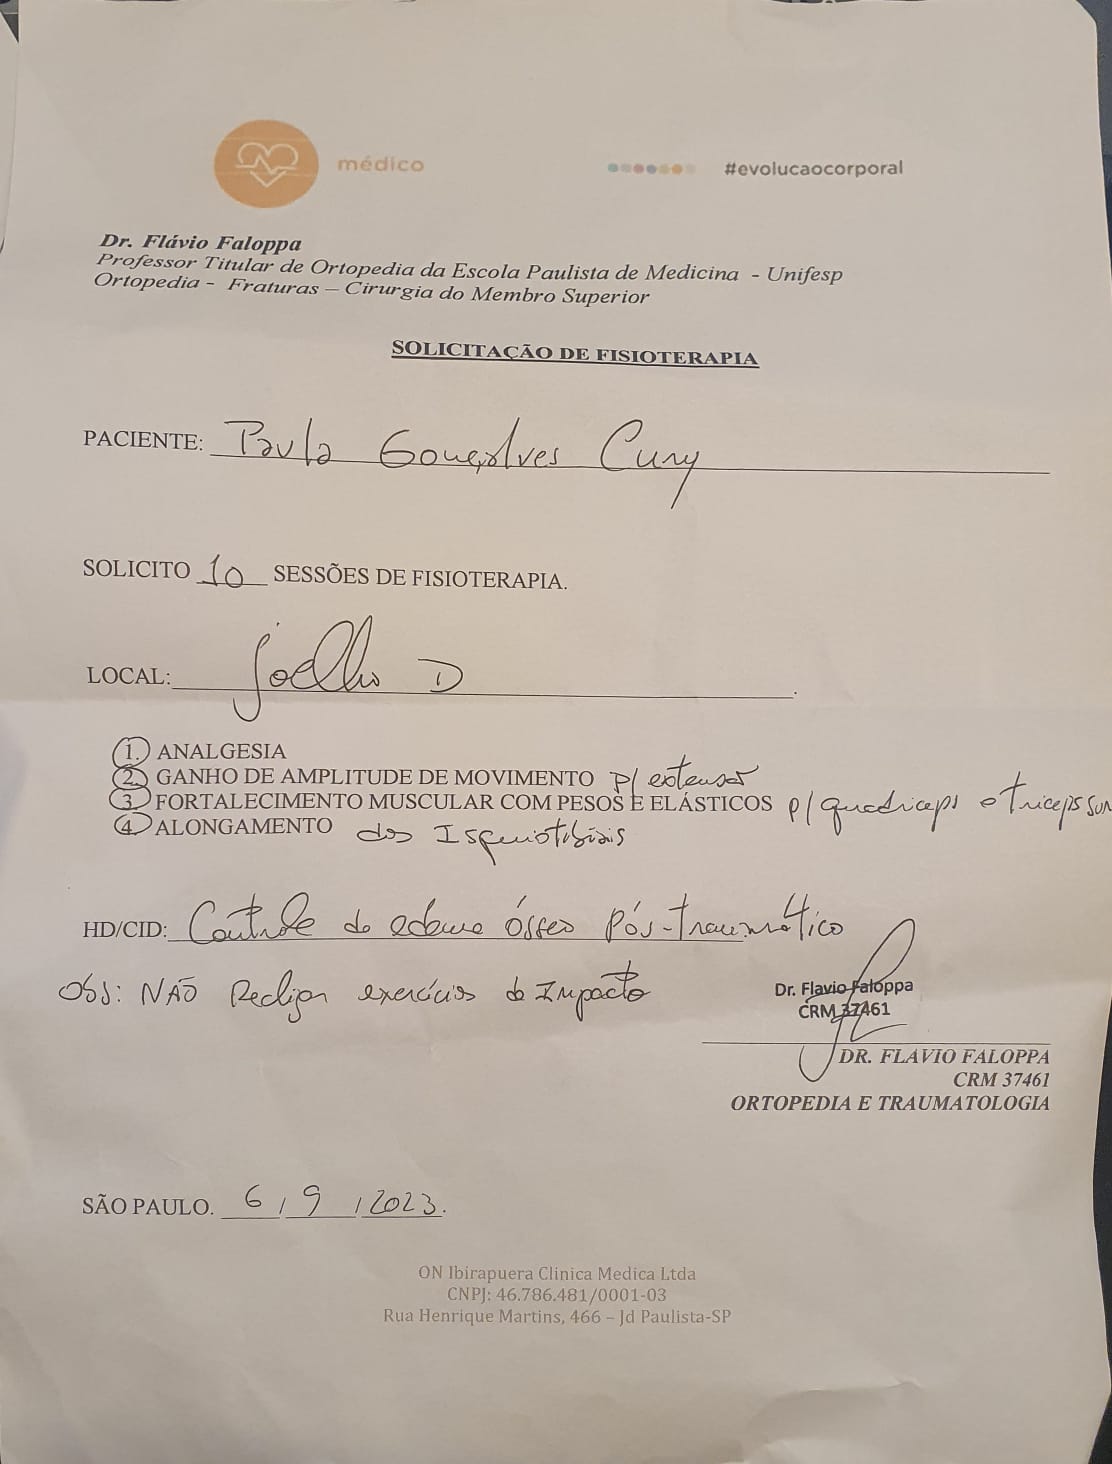 médico
#evolucaocorporal
Dr. Flávio Faloppa
Professor Titular de Ortopedia da Escola Paulista de Medicina - Unifesp
Ortopedia - Fraturas – Cirurgia do Membro Superior
SOLICITAÇÃO DE FISIOTERAPIA
PACIENTE: Paula Gonçalves Cury
SOLICITO 10 SESSÕES DE FISIOTERAPIA.
LOCAL: Joelho D.
1. ANALGESIA
2. GANHO DE AMPLITUDE DE MOVIMENTO p/
3. FORTALECIMENTO MUSCULAR COM PESOS E ELÁSTICOS p/ quadriceps e triceps SUR
4. ALONGAMENTO dos Isquiotibiais
HD/CID: Controle do edema ósseo pós-traumático
Obs: NÃO Realizar exercícios de Impacto
Dr. Flavio Faloppa
CRM 37461
DR. FLAVIO FALOPPA
CRM 37461
ORTOPEDIA E TRAUMATOLOGIA
SÃO PAULO. 6 / 9 / 2023.
ON Ibirapuera Clinica Medica Ltda
CNPJ: 46.786.481/0001-03
Rua Henrique Martins, 466 – Jd Paulista-SP